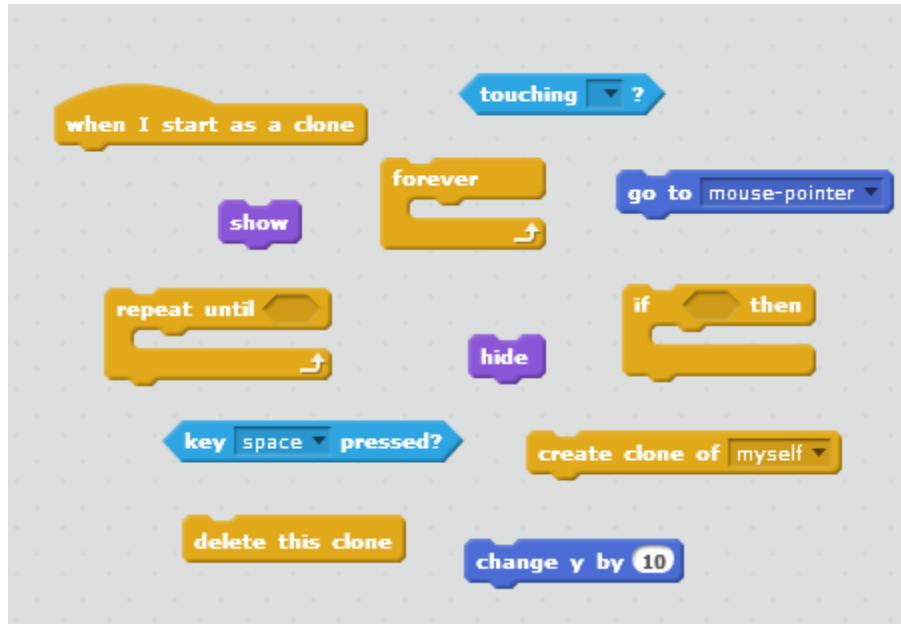 touching ?
when I start as a clone
forever
go to mouse-pointer
show
repeat until
if then
hide
key space pressed?
create clone of myself
delete this clone
change y by 10